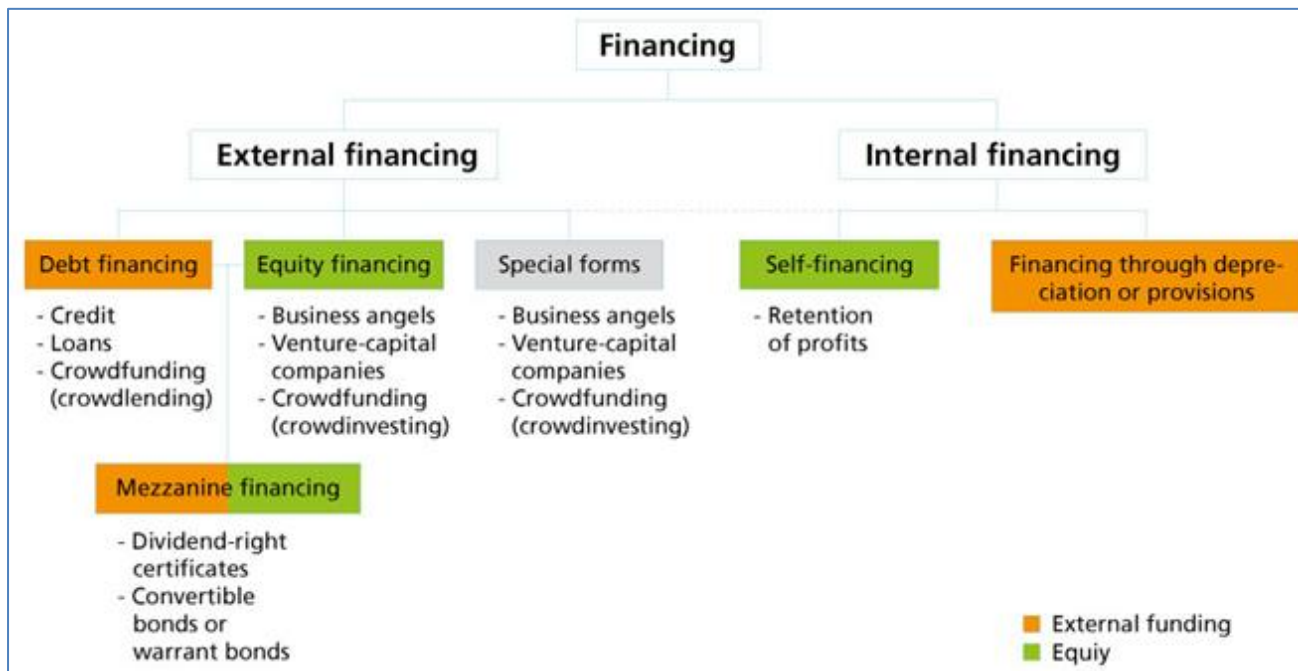 Financing
External financing
Internal financing
Debt financing
- Credit
- Loans
- Crowdfunding
(crowdlending)
Equity financing
- Business angels
- Venture-capital
companies
- Crowdfunding
(crowdinvesting)
Special forms
- Business angels
- Venture-capital
companies
- Crowdfunding
(crowdinvesting)
Self-financing
- Retention
of profits
Financing through depre-
ciation or provisions
Mezzanine financing
- Dividend-right
certificates
- Convertible
bonds or
warrant bonds
External funding
Equiy